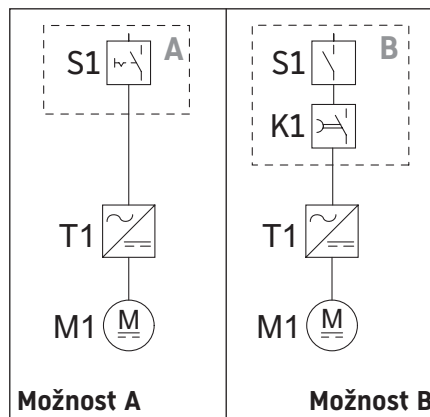 S1 A
T1
M1 M
Možnost A
S1 B
K1
T1
M1 M
Možnost B